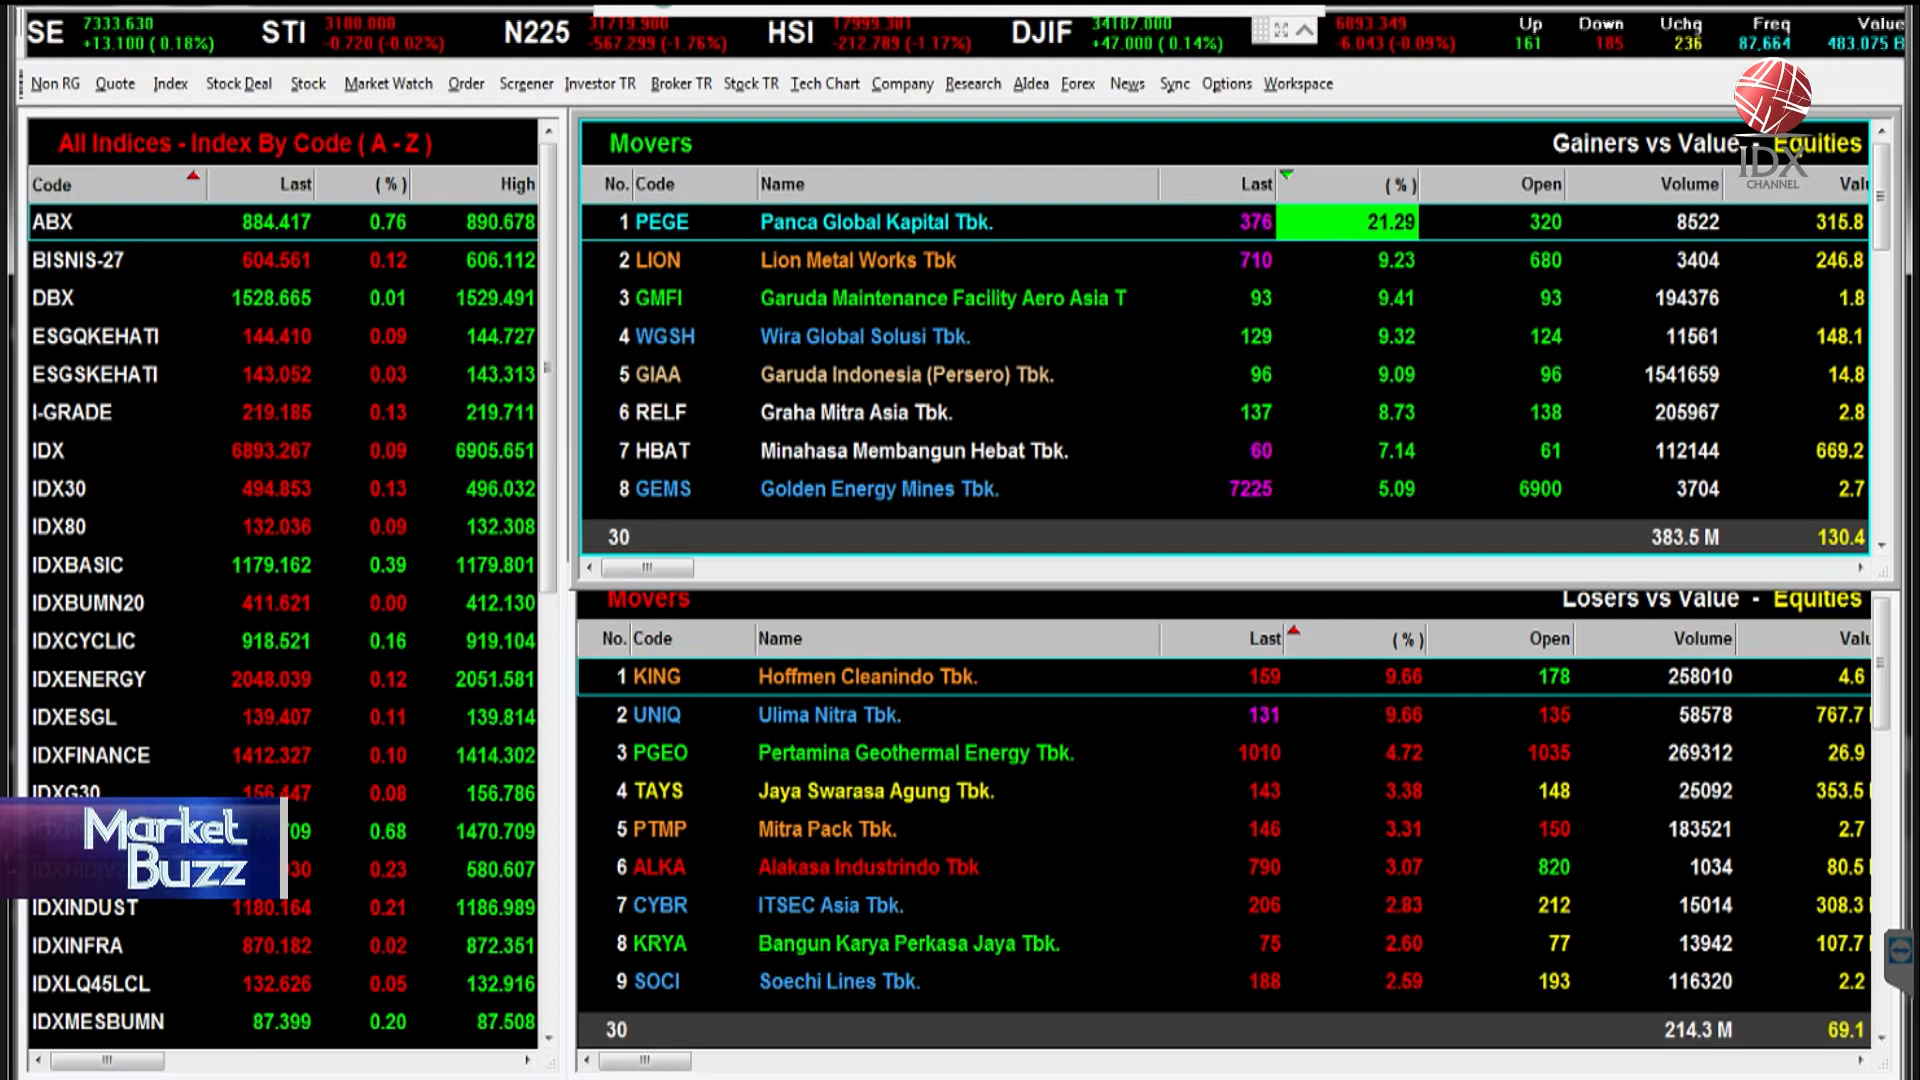 SE 7333.630 +13.100 ( 0.18%) STI 3100.000 -0.720 (-0.02%) N225 31719.900 -567.299 (-1.76%) HSI 17999.381 -212.789 (-1.17%) DJIF 34187.000 +47.000 ( 0.14%) 6893.349 -6.043 (-0.09%) Up 161 Down 185 Uchg 236 Freq 87,664 Value 483.075 B
Non RG Quote Index Stock Deal Stock Market Watch Order Screener Investor TR Broker TR Stock TR Tech Chart Company Research AIdea Forex News Sync Options Workspace
IDX
CHANNEL
All Indices - Index By Code ( A - Z )
Code Last ( % ) High
ABX 884.417 0.76 890.678
BISNIS-27 604.561 0.12 606.112
DBX 1528.665 0.01 1529.491
ESGQKEHATI 144.410 0.09 144.727
ESGSKEHATI 143.052 0.03 143.313
I-GRADE 219.185 0.13 219.711
IDX 6893.267 0.09 6905.651
IDX30 494.853 0.13 496.032
IDX80 132.036 0.09 132.308
IDXBASIC 1179.162 0.39 1179.801
IDXBUMN20 411.621 0.00 412.130
IDXCYCLIC 918.521 0.16 919.104
IDXENERGY 2048.039 0.12 2051.581
IDXESGL 139.407 0.11 139.814
IDXFINANCE 1412.327 0.10 1414.302
IDXG30 156.447 0.08 156.786
709 0.68 1470.709
030 0.23 580.607
IDXINDUST 1180.164 0.21 1186.989
IDXINFRA 870.182 0.02 872.351
IDXLQ45LCL 132.626 0.05 132.916
IDXMESBUMN 87.399 0.20 87.508
Market
Buzz
Movers Gainers vs Value - Equities
No. Code Name Last ( % ) Open Volume Valu
1 PEGE Panca Global Kapital Tbk. 376 21.29 320 8522 315.8
2 LION Lion Metal Works Tbk 710 9.23 680 3404 246.8
3 GMFI Garuda Maintenance Facility Aero Asia T 93 9.41 93 194376 1.8
4 WGSH Wira Global Solusi Tbk. 129 9.32 124 11561 148.1
5 GIAA Garuda Indonesia (Persero) Tbk. 96 9.09 96 1541659 14.8
6 RELF Graha Mitra Asia Tbk. 137 8.73 138 205967 2.8
7 HBAT Minahasa Membangun Hebat Tbk. 60 7.14 61 112144 669.2
8 GEMS Golden Energy Mines Tbk. 7225 5.09 6900 3704 2.7
30 383.5 M 130.4
Movers Losers vs Value - Equities
No. Code Name Last ( % ) Open Volume Valu
1 KING Hoffmen Cleanindo Tbk. 159 9.66 178 258010 4.6
2 UNIQ Ulima Nitra Tbk. 131 9.66 135 58578 767.7
3 PGEO Pertamina Geothermal Energy Tbk. 1010 4.72 1035 269312 26.9
4 TAYS Jaya Swarasa Agung Tbk. 143 3.38 148 25092 353.5
5 PTMP Mitra Pack Tbk. 146 3.31 150 183521 2.7
6 ALKA Alakasa Industrindo Tbk 790 3.07 820 1034 80.5
7 CYBR ITSEC Asia Tbk. 206 2.83 212 15014 308.3
8 KRYA Bangun Karya Perkasa Jaya Tbk. 75 2.60 77 13942 107.7
9 SOCI Soechi Lines Tbk. 188 2.59 193 116320 2.2
30 214.3 M 69.1